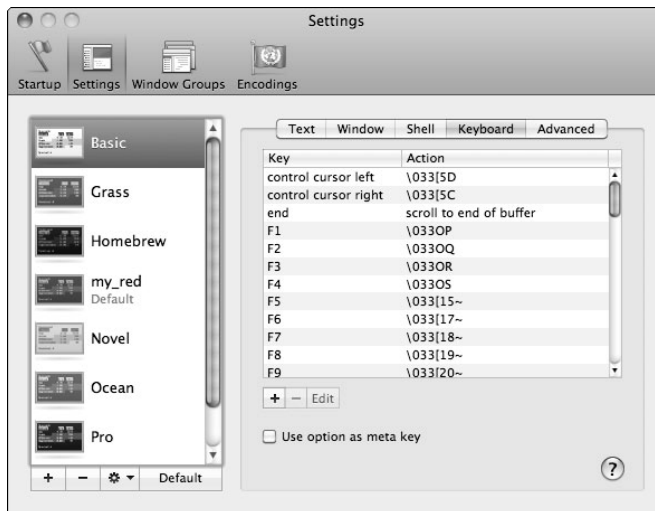 Settings
Startup Settings Window Groups Encodings
Basic
Grass
Homebrew
my_red
Default
Novel
Ocean
Pro
+ − Default
Text Window Shell Keyboard Advanced
Key Action
control cursor left \033[5D
control cursor right \033[5C
end scroll to end of buffer
F1 \033OP
F2 \033OQ
F3 \033OR
F4 \033OS
F5 \033[15~
F6 \033[17~
F7 \033[18~
F8 \033[19~
F9 \033[20~
+ − Edit
Use option as meta key
?